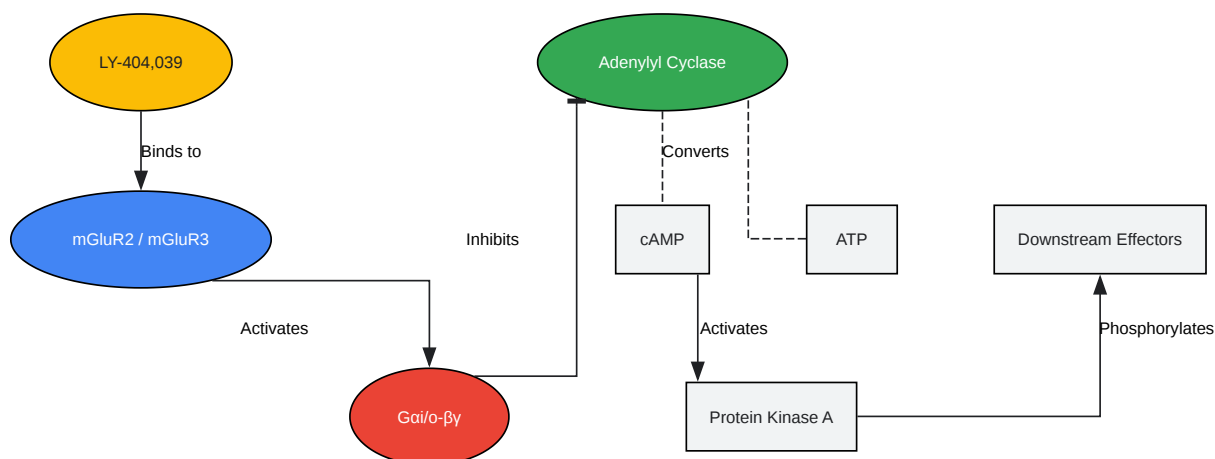 LY-404,039
Adenylyl Cyclase
Binds to
Converts
mGluR2 / mGluR3
Inhibits
cAMP
ATP
Downstream Effectors
Activates
Activates
Phosphorylates
Gαi/o-βγ
Protein Kinase A